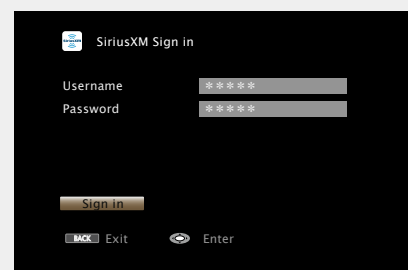 SiriusXM Sign in
Username *****
Password *****
Sign in
BACK Exit Enter